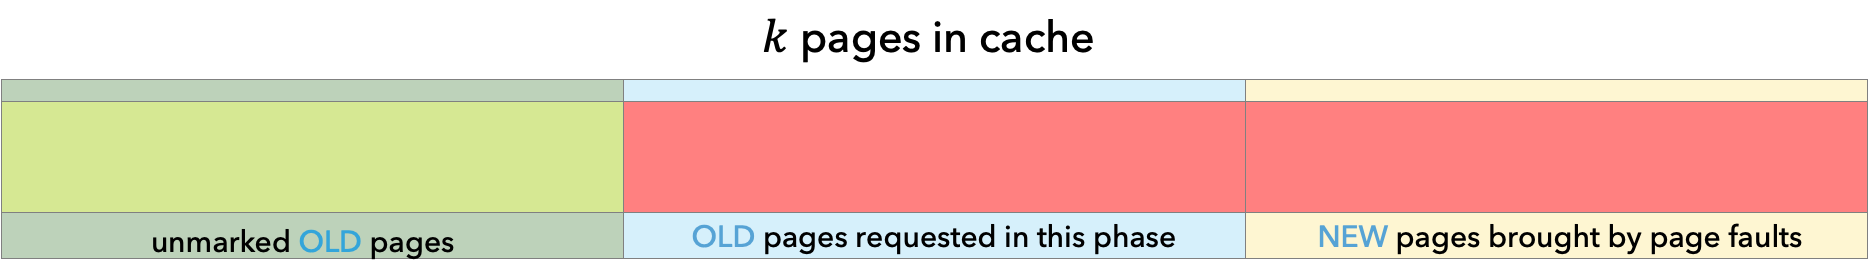 k pages in cache
unmarked OLD pages
OLD pages requested in this phase
NEW pages brought by page faults